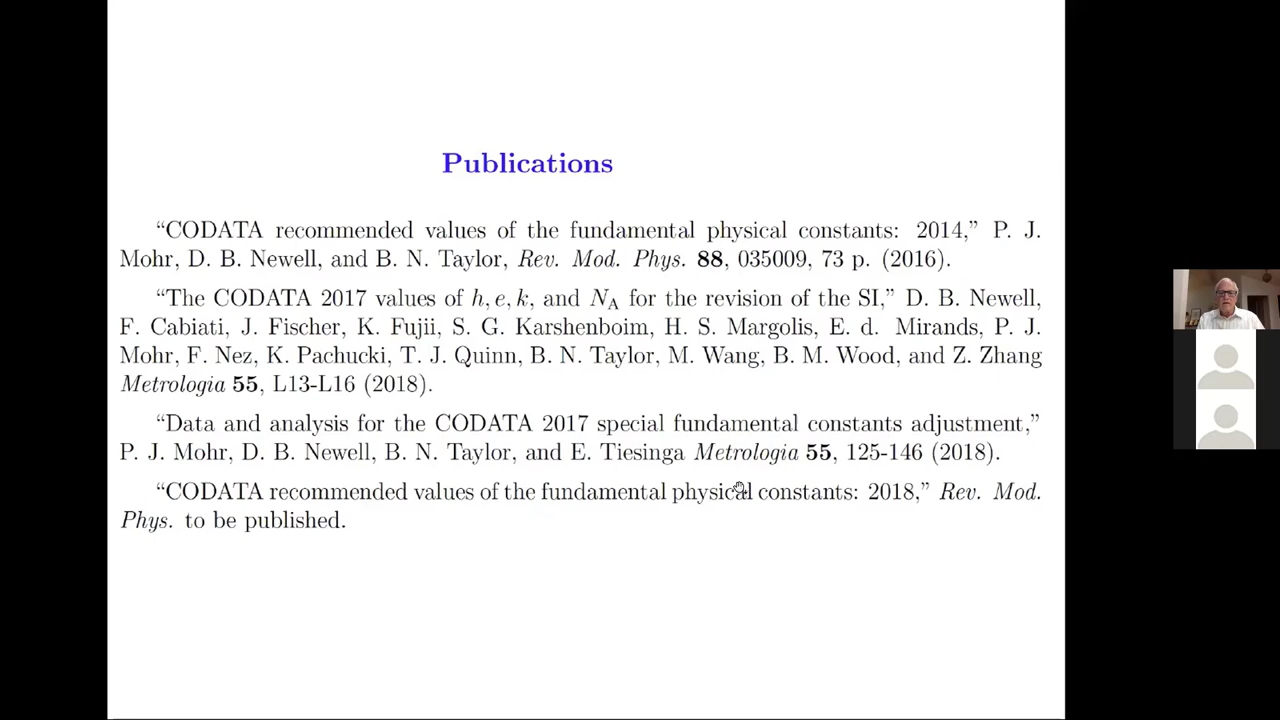 Publications
“CODATA recommended values of the fundamental physical constants: 2014,” P. J.
Mohr, D. B. Newell, and B. N. Taylor, Rev. Mod. Phys. 88, 035009, 73 p. (2016).
“The CODATA 2017 values of h, e, k, and NA for the revision of the SI,” D. B. Newell,
F. Cabiati, J. Fischer, K. Fujii, S. G. Karshenboim, H. S. Margolis, E. d. Mirands, P. J.
Mohr, F. Nez, K. Pachucki, T. J. Quinn, B. N. Taylor, M. Wang, B. M. Wood, and Z. Zhang
Metrologia 55, L13-L16 (2018).
“Data and analysis for the CODATA 2017 special fundamental constants adjustment,”
P. J. Mohr, D. B. Newell, B. N. Taylor, and E. Tiesinga Metrologia 55, 125-146 (2018).
“CODATA recommended values of the fundamental physical constants: 2018,” Rev. Mod.
Phys. to be published.